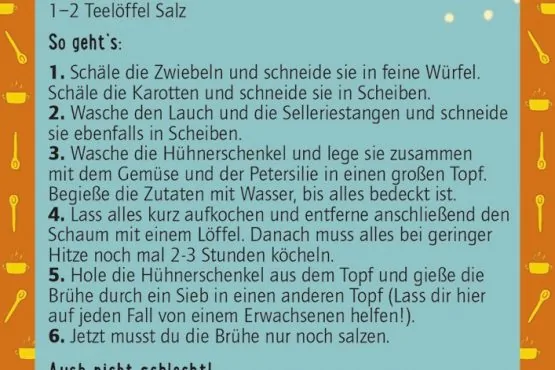 1–2 Teelöffel Salz
So geht's:
1. Schäle die Zwiebeln und schneide sie in feine Würfel.
Schäle die Karotten und schneide sie in Scheiben.
2. Wasche den Lauch und die Selleriestangen und schneide
sie ebenfalls in Scheiben.
3. Wasche die Hühnerschenkel und lege sie zusammen
mit dem Gemüse und der Petersilie in einen großen Topf.
Begieße die Zutaten mit Wasser, bis alles bedeckt ist.
4. Lass alles kurz aufkochen und entferne anschließend den
Schaum mit einem Löffel. Danach muss alles bei geringer
Hitze noch mal 2-3 Stunden köcheln.
5. Hole die Hühnerschenkel aus dem Topf und gieße die
Brühe durch ein Sieb in einen anderen Topf (Lass dir hier
auf jeden Fall von einem Erwachsenen helfen!).
6. Jetzt musst du die Brühe nur noch salzen.
Auch nicht schlecht!